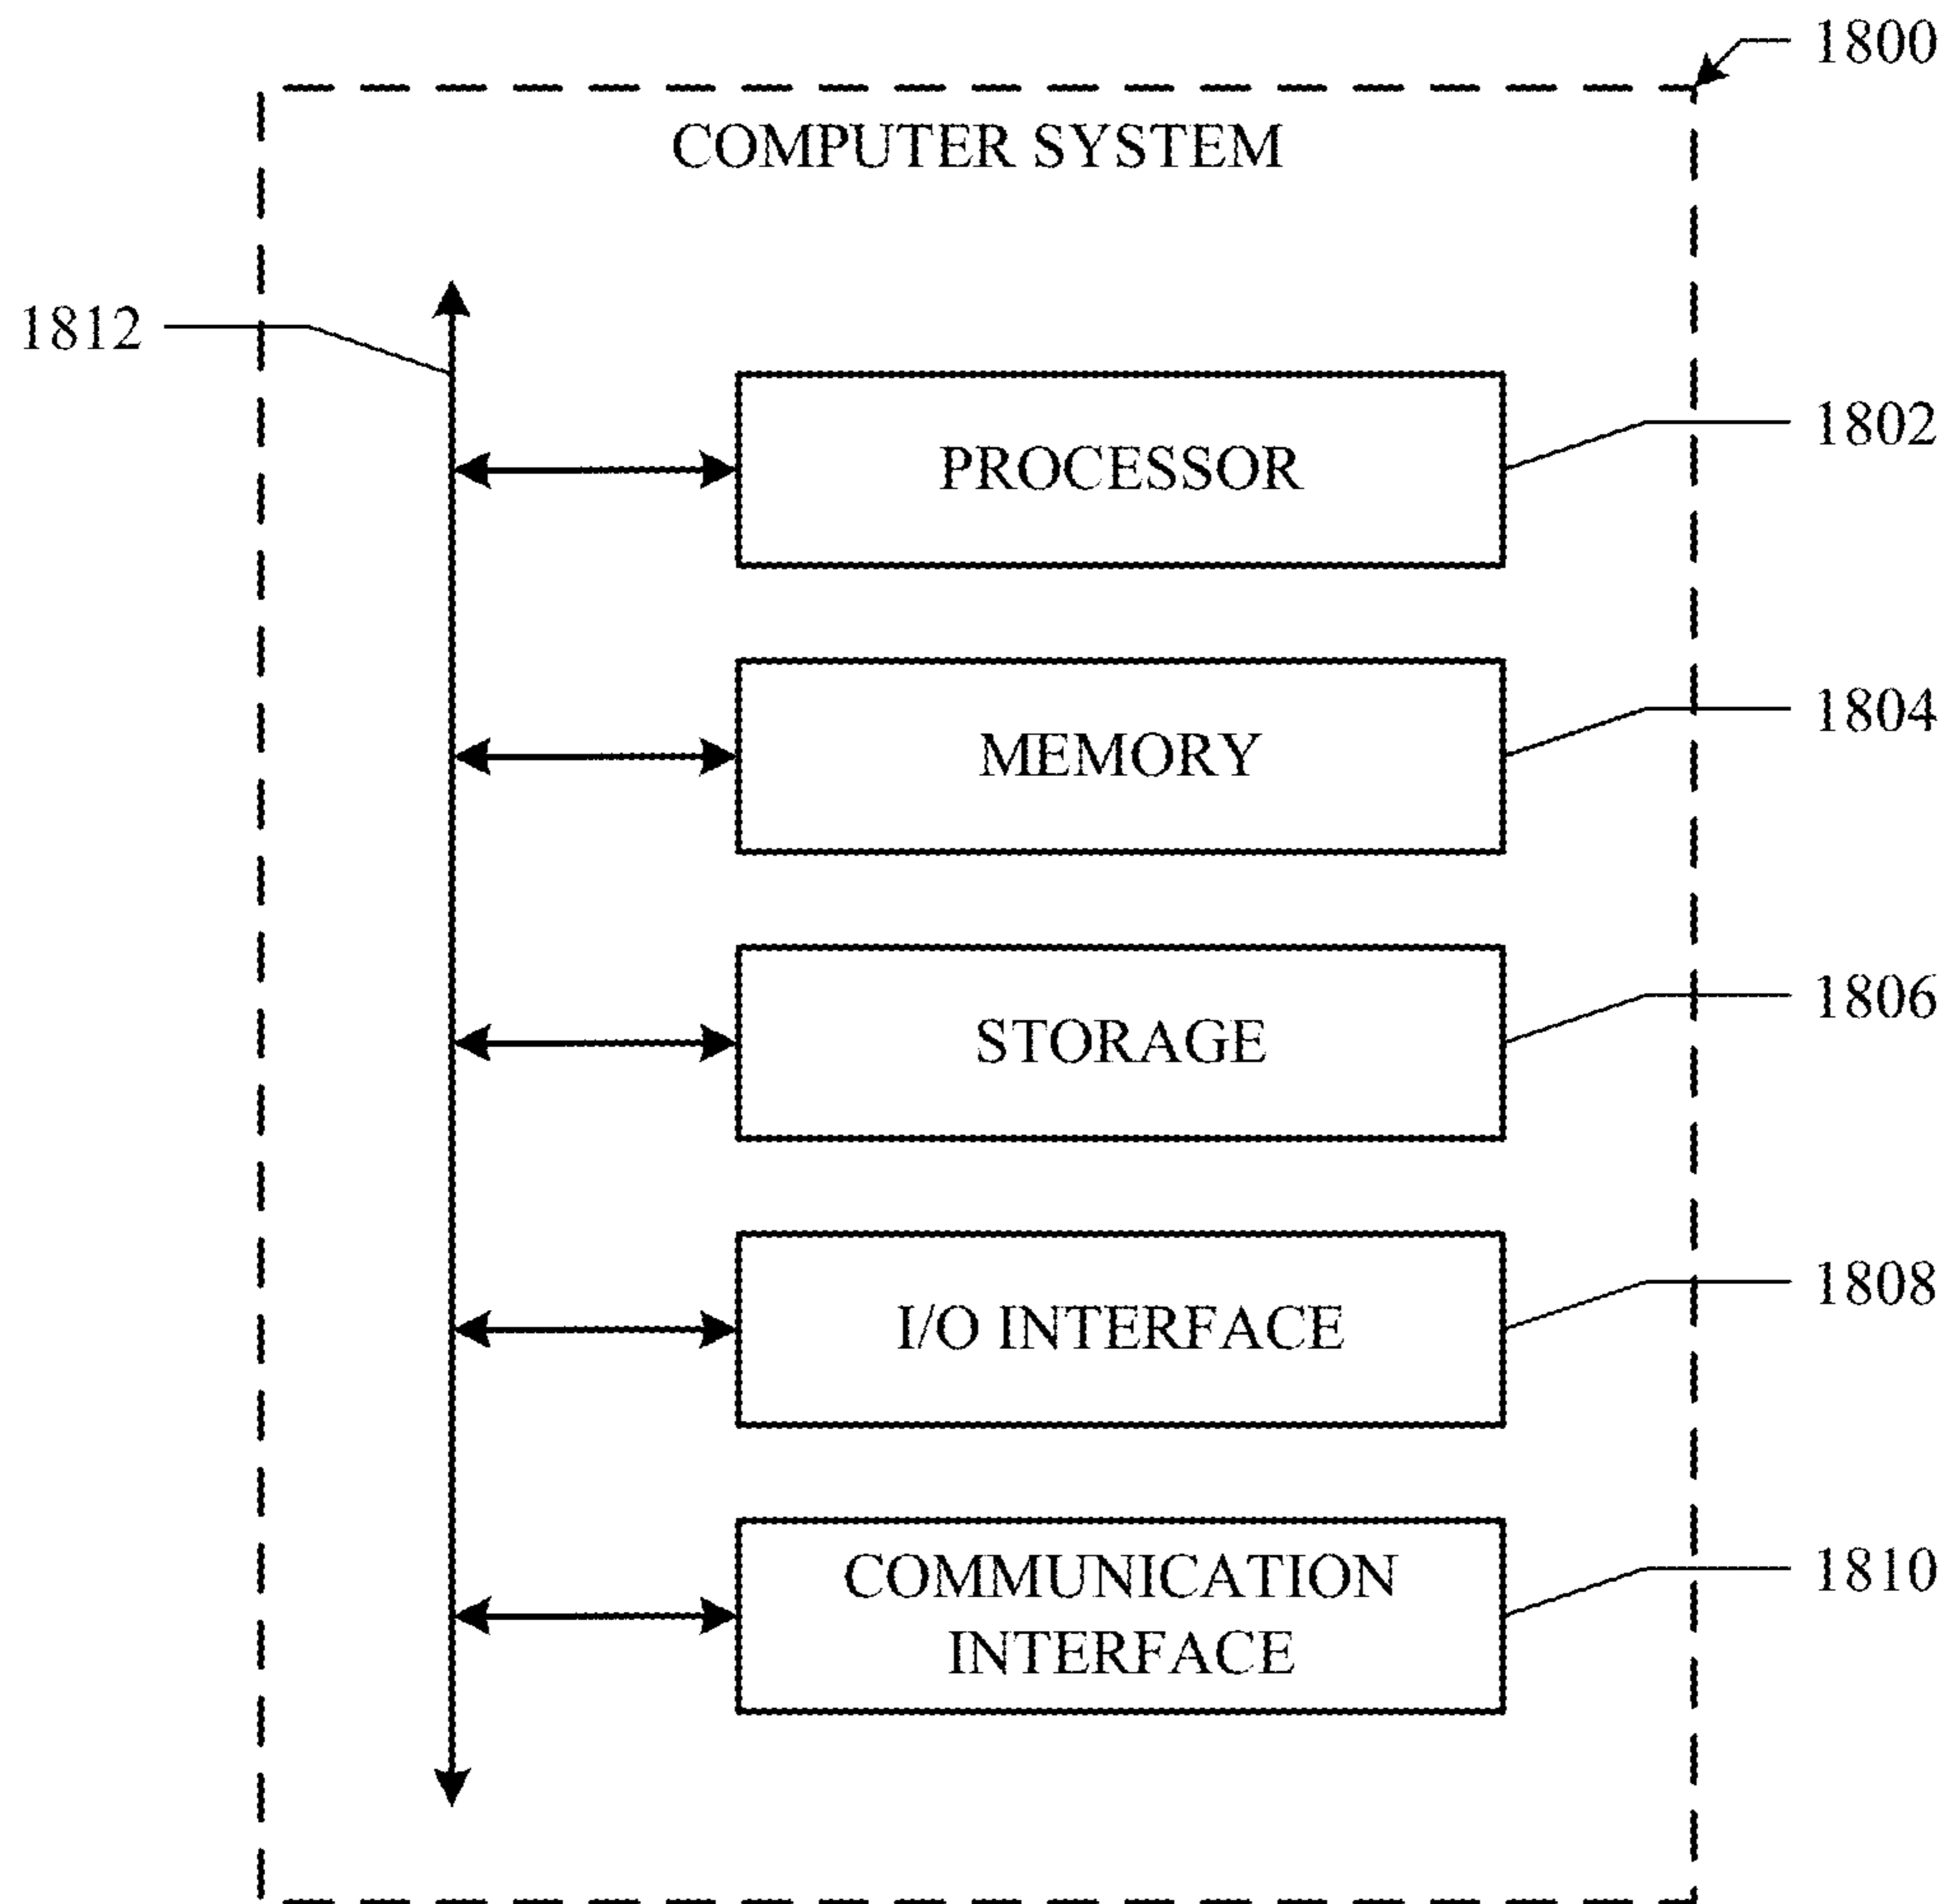 1800
COMPUTER SYSTEM
1812
PROCESSOR
1802
MEMORY
1804
STORAGE
1806
I/O INTERFACE
1808
COMMUNICATION
INTERFACE
1810